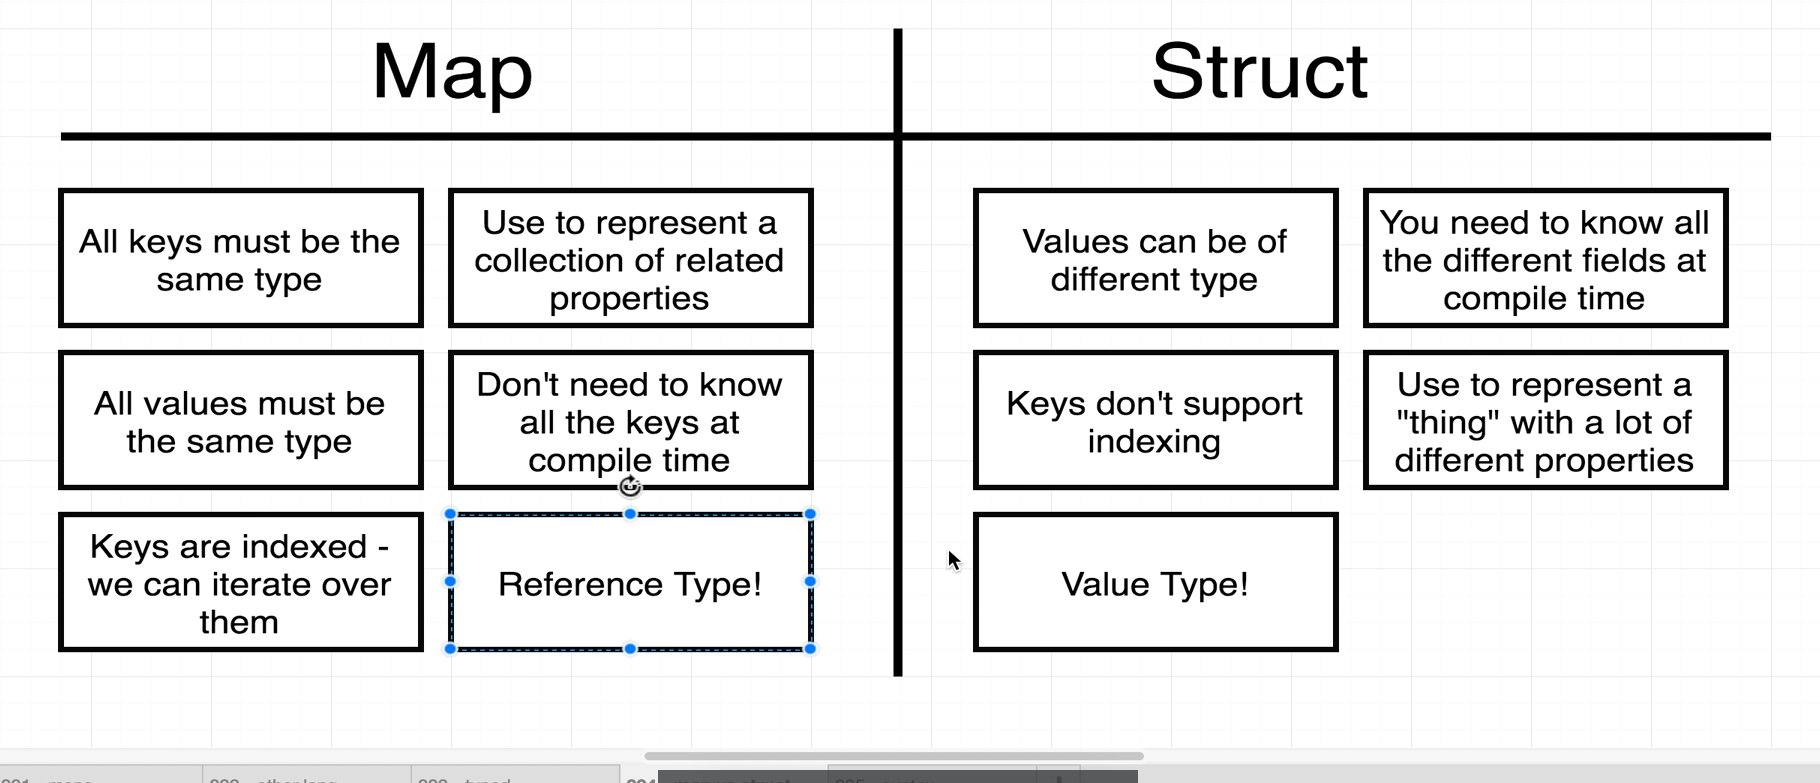 Map
Struct
All keys must be the
same type
Use to represent a
collection of related
properties
Values can be of
different type
You need to know all
the different fields at
compile time
All values must be
the same type
Don't need to know
all the keys at
compile time
Keys don't support
indexing
Use to represent a
"thing" with a lot of
different properties
Keys are indexed -
we can iterate over
them
Reference Type!
Value Type!